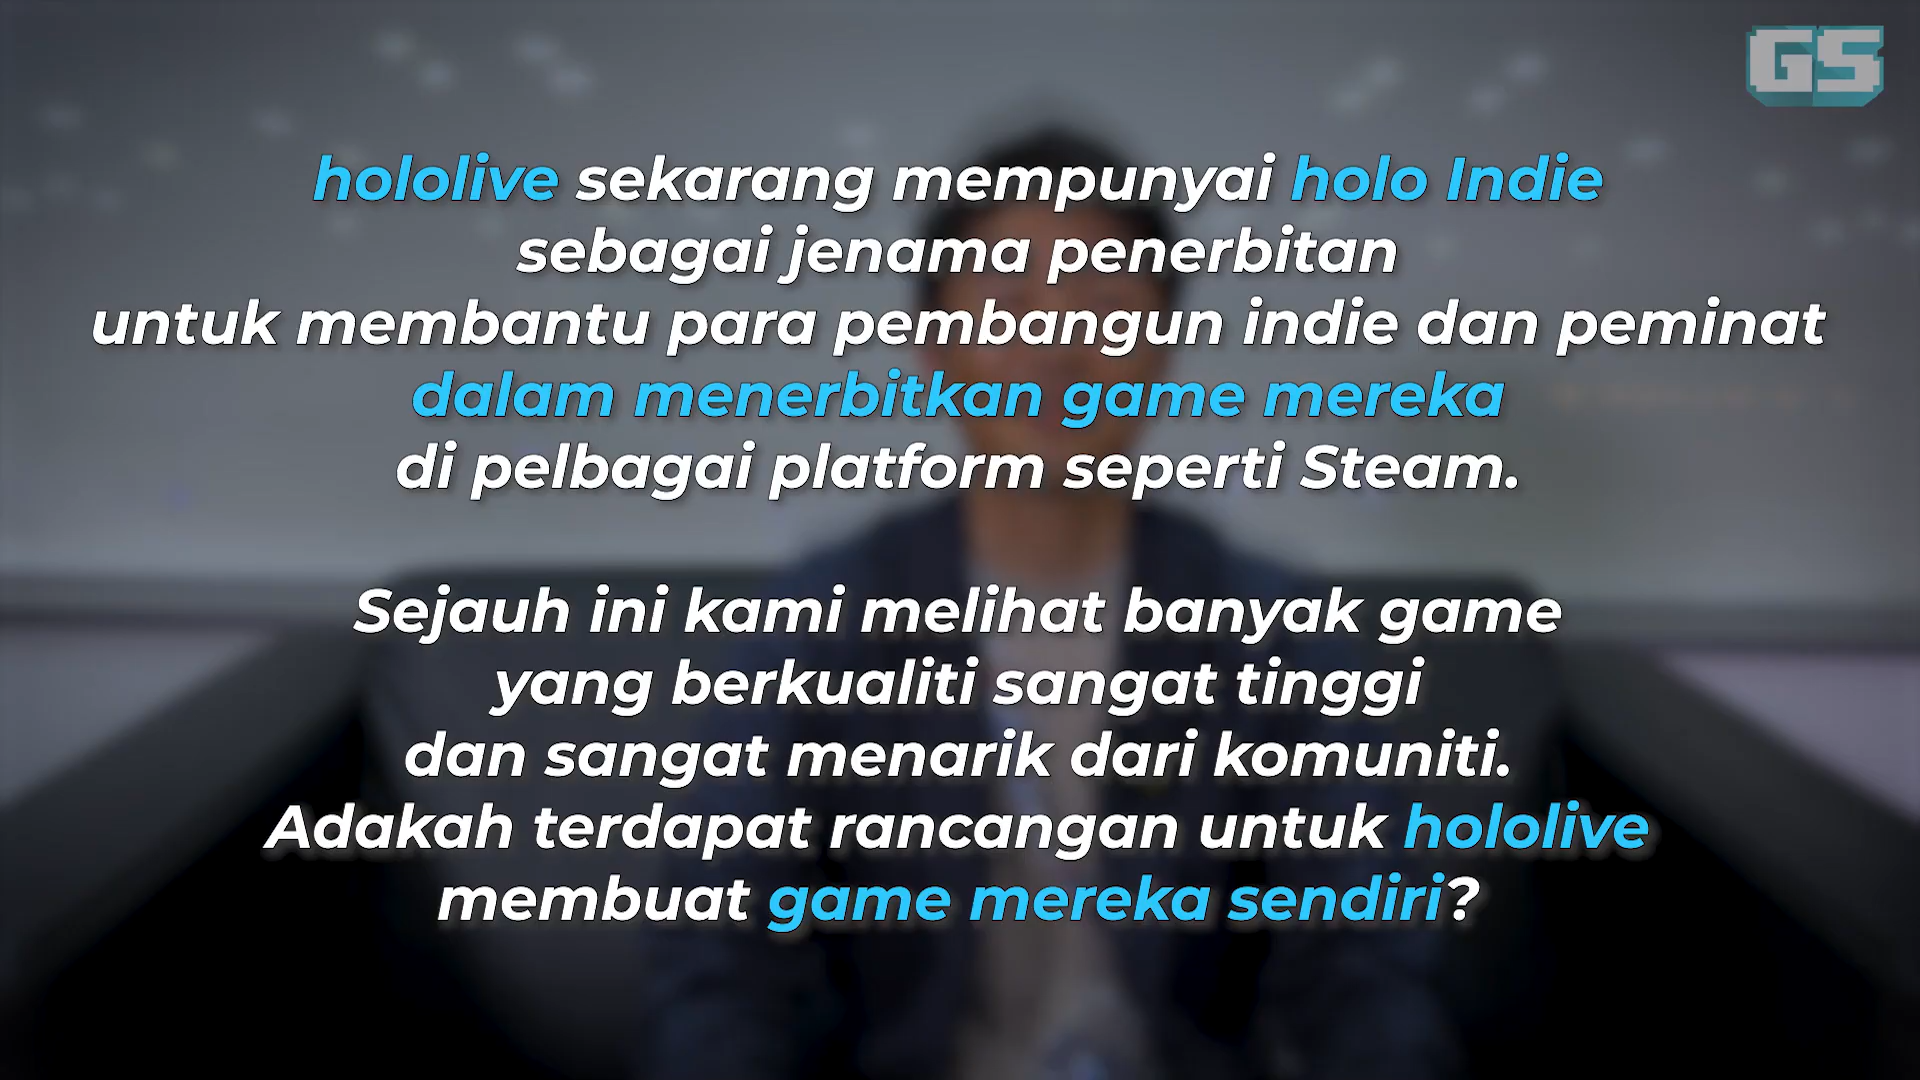 GS
hololive sekarang mempunyai holo Indie
sebagai jenama penerbitan
untuk membantu para pembangun indie dan peminat
dalam menerbitkan game mereka
di pelbagai platform seperti Steam.
Sejauh ini kami melihat banyak game
yang berkualiti sangat tinggi
dan sangat menarik dari komuniti.
Adakah terdapat rancangan untuk hololive
membuat game mereka sendiri?